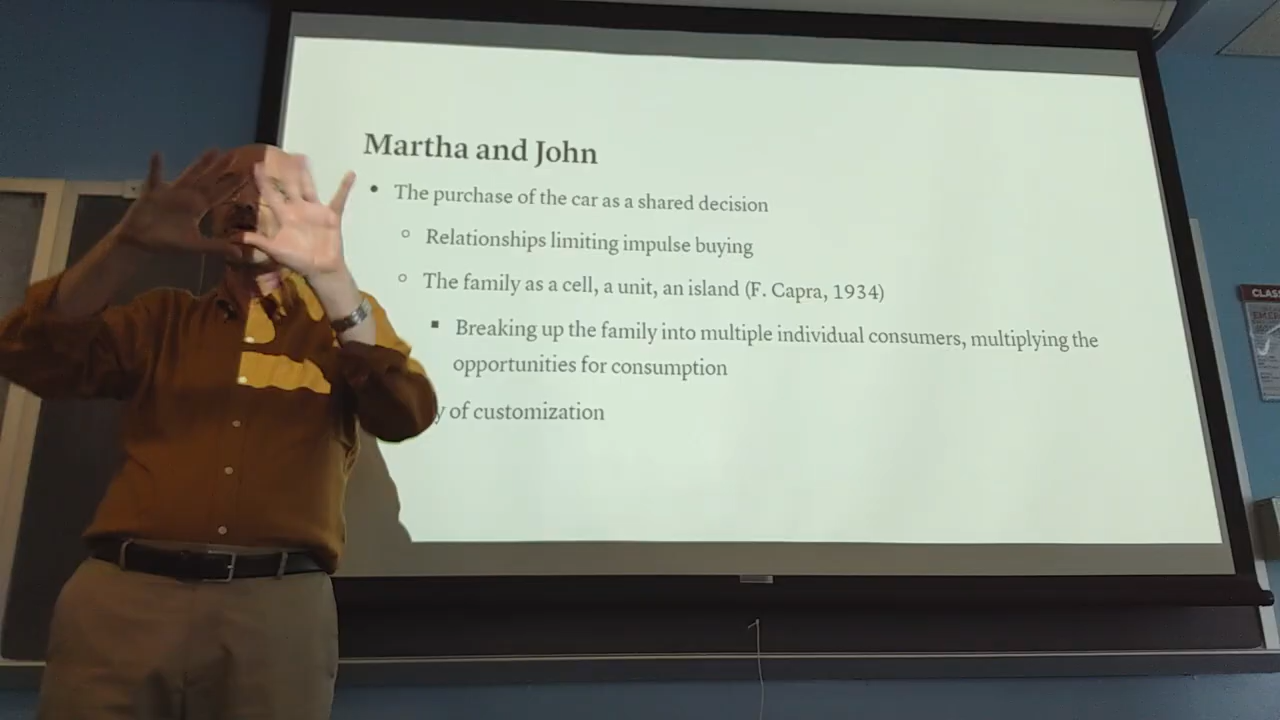 Martha and John
The purchase of the car as a shared decision
Relationships limiting impulse buying
The family as a cell, a unit, an island (F. Capra, 1934)
Breaking up the family into multiple individual consumers, multiplying the
opportunities for consumption
y of customization
CLAS
EMER